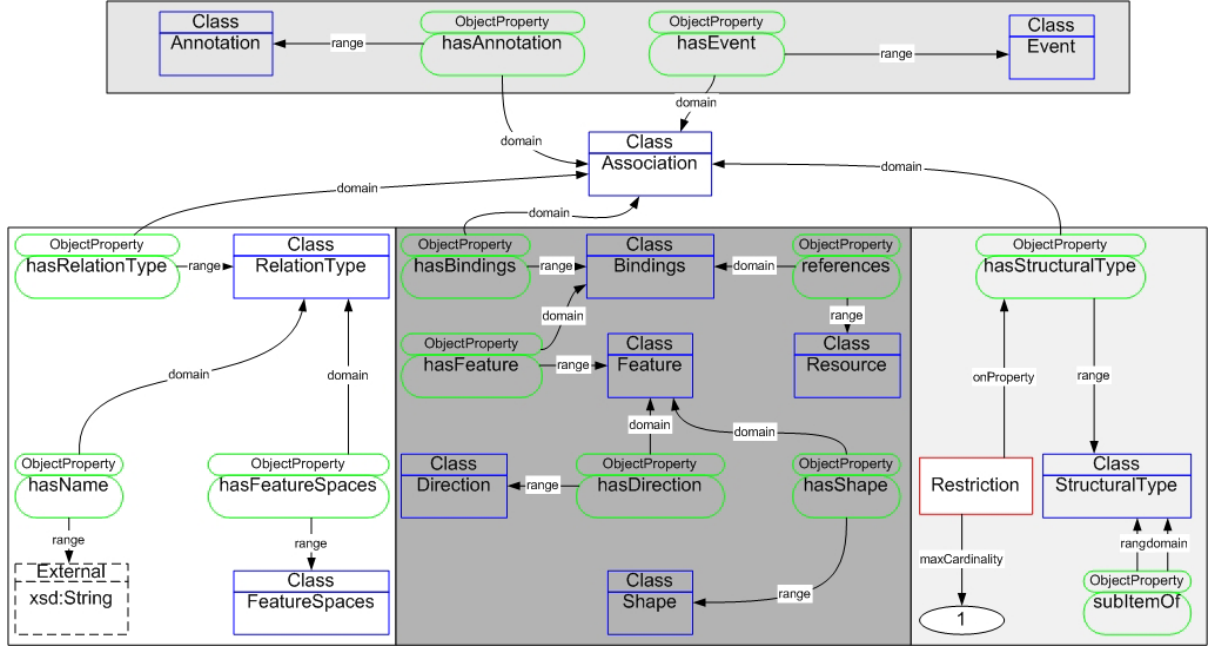 Class
Annotation
range
ObjectProperty
hasAnnotation
ObjectProperty
hasEvent
range
Class
Event
domain
domain
Class
Association
domain
domain
domain
ObjectProperty
hasRelationType
range
Class
RelationType
ObjectProperty
hasBindings
range
Class
Bindings
domain
ObjectProperty
references
ObjectProperty
hasStructuralType
domain
range
ObjectProperty
hasFeature
range
Class
Feature
Class
Resource
domain
domain
domain
onProperty
range
ObjectProperty
hasName
ObjectProperty
hasFeatureSpaces
Class
Direction
range
ObjectProperty
hasDirection
ObjectProperty
hasShape
Restriction
Class
StructuralType
range
range
maxCardinality
rangdomain
External
xsd:String
Class
FeatureSpaces
Class
Shape
range
1
ObjectProperty
subItemOf
domain